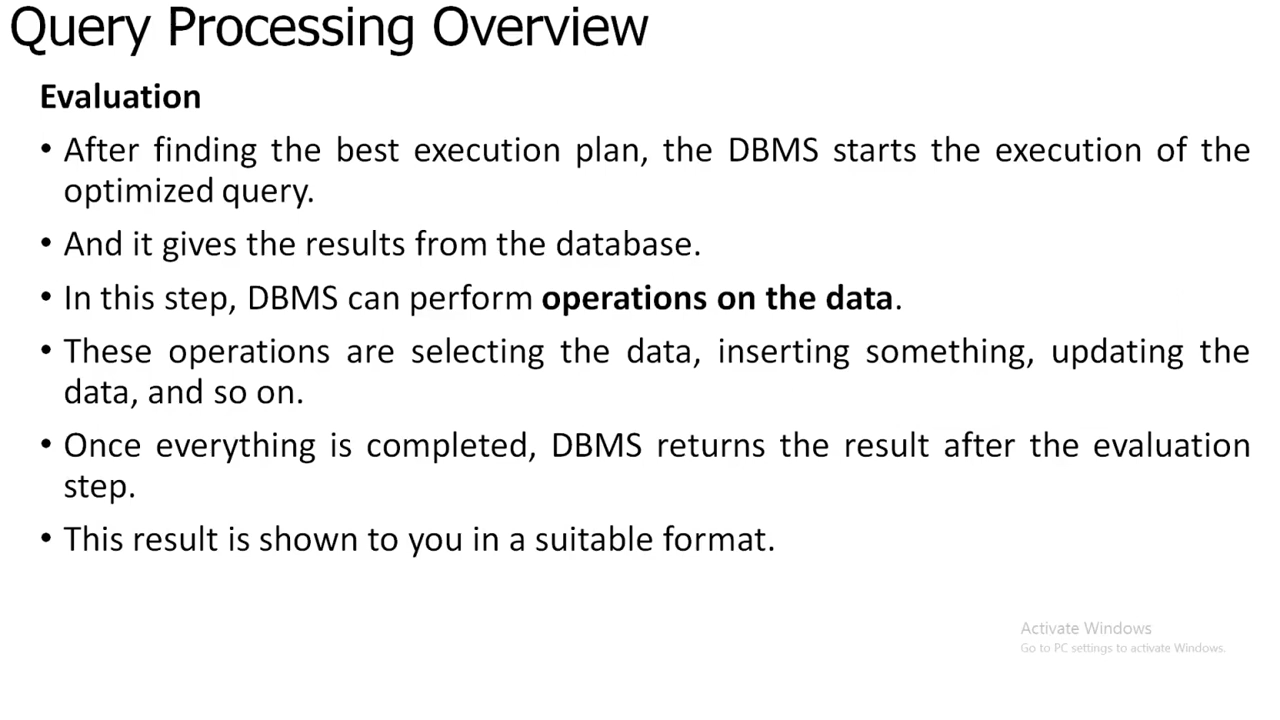 Query Processing Overview
Evaluation
• After finding the best execution plan, the DBMS starts the execution of the
optimized query.
• And it gives the results from the database.
• In this step, DBMS can perform operations on the data.
• These operations are selecting the data, inserting something, updating the
data, and so on.
• Once everything is completed, DBMS returns the result after the evaluation
step.
• This result is shown to you in a suitable format.
Activate Windows
Go to PC settings to activate Windows.